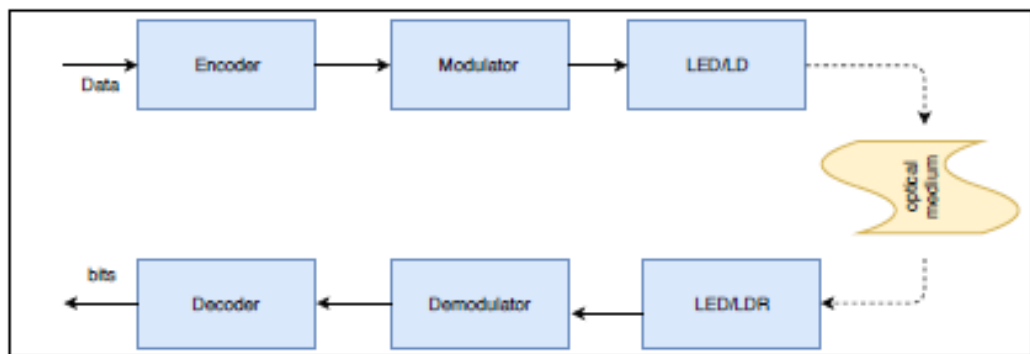 Encoder
Modulator
LED/LD
Data
optical
medium
bits
Decoder
Demodulator
LED/LDR